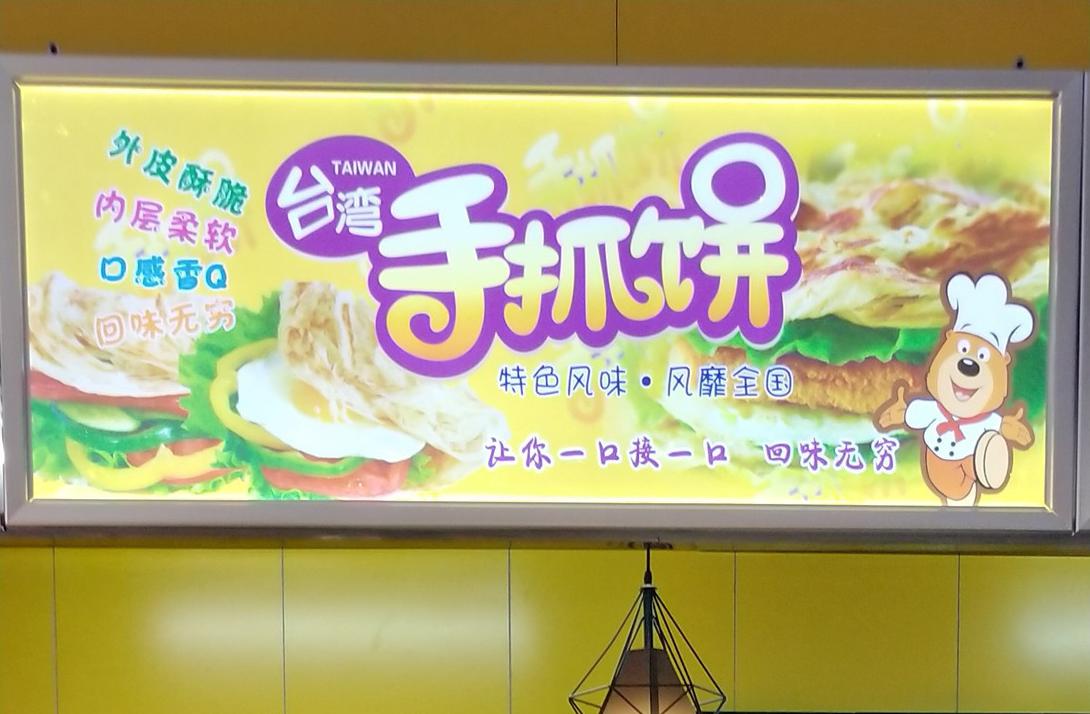 外皮酥脆
内层柔软
口感香Q
回味无穷
TAIWAN
台湾
手抓饼
特色风味·风靡全国
让你一口接一口 回味无穷